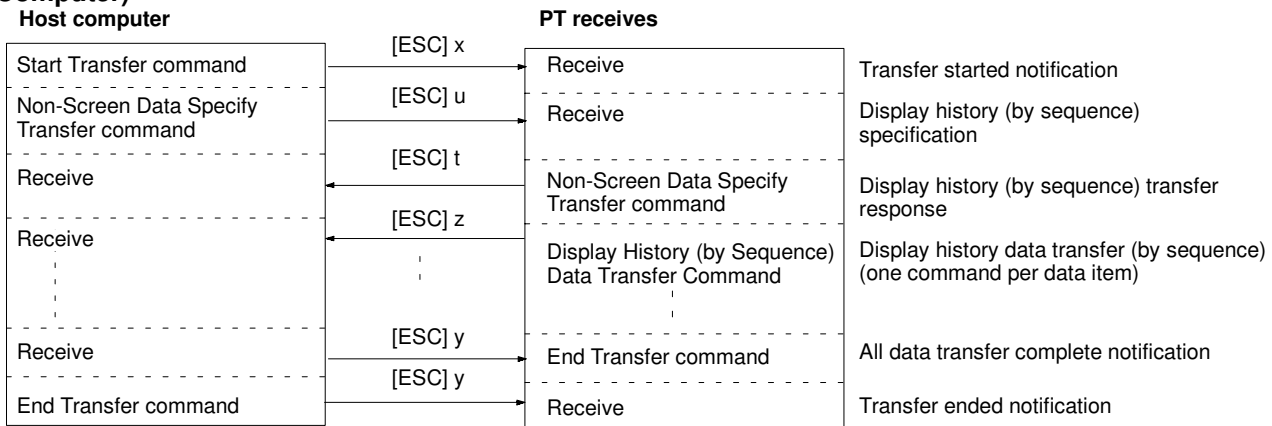 Computer)
Host computer
PT receives
Start Transfer command
[ESC] x
Receive
Transfer started notification
Non-Screen Data Specify
Transfer command
[ESC] u
Receive
Display history (by sequence)
specification
Receive
[ESC] t
Non-Screen Data Specify
Transfer command
Display history (by sequence) transfer
response
Receive
[ESC] z
Display History (by Sequence)
Data Transfer Command
Display history data transfer (by sequence)
(one command per data item)
Receive
[ESC] y
End Transfer command
All data transfer complete notification
End Transfer command
[ESC] y
Receive
Transfer ended notification